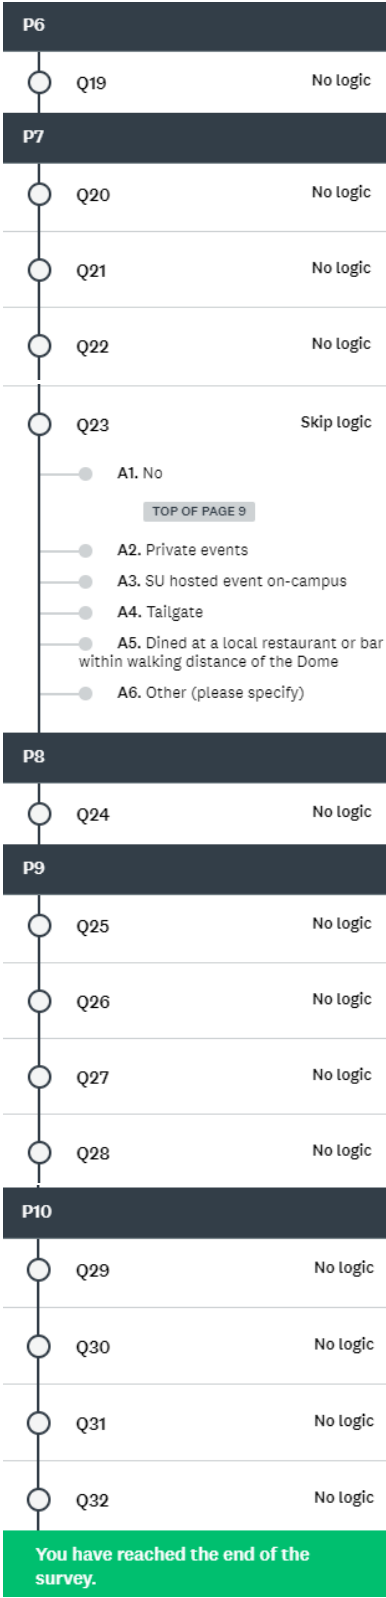 P6
Q19 No logic
P7
Q20 No logic
Q21 No logic
Q22 No logic
Q23 Skip logic
A1. No
TOP OF PAGE 9
A2. Private events
A3. SU hosted event on-campus
A4. Tailgate
A5. Dined at a local restaurant or bar
within walking distance of the Dome
A6. Other (please specify)
P8
Q24 No logic
P9
Q25 No logic
Q26 No logic
Q27 No logic
Q28 No logic
P10
Q29 No logic
Q30 No logic
Q31 No logic
Q32 No logic
You have reached the end of the
survey.